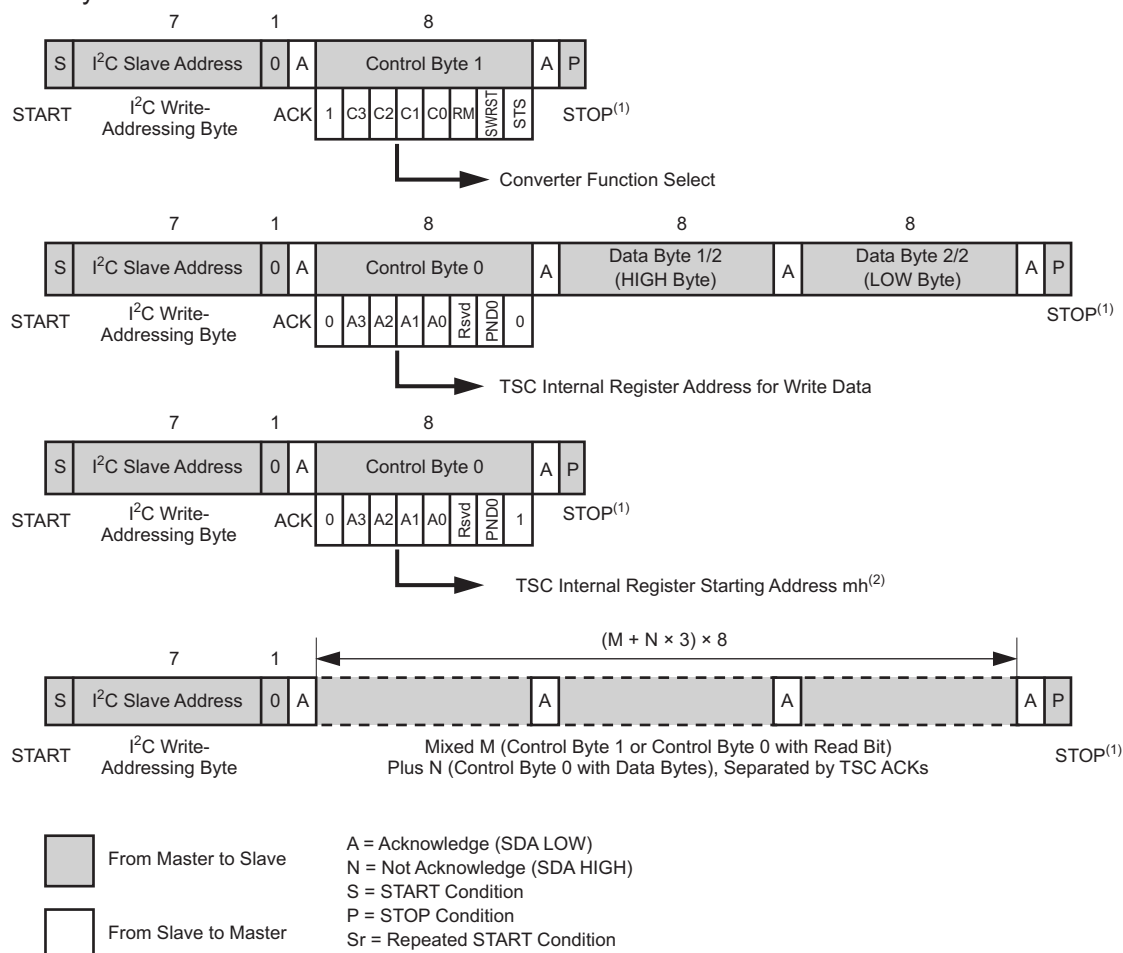 7 1 8
S I²C Slave Address 0 A Control Byte 1 A P
START I²C Write-
Addressing Byte ACK 1 C3 C2 C1 C0 RM SWRST STS STOP(1)
Converter Function Select
7 1 8 8 8
S I²C Slave Address 0 A Control Byte 0 A Data Byte 1/2
(HIGH Byte) A Data Byte 2/2
(LOW Byte) A P
START I²C Write-
Addressing Byte ACK 0 A3 A2 A1 A0 Rsvd PND0 0 STOP(1)
TSC Internal Register Address for Write Data
7 1 8
S I²C Slave Address 0 A Control Byte 0 A P
START I²C Write-
Addressing Byte ACK 0 A3 A2 A1 A0 Rsvd PND0 1 STOP(1)
TSC Internal Register Starting Address mh(2)
(M + N × 3) × 8
7 1
S I²C Slave Address 0 A A A A P
START I²C Write-
Addressing Byte Mixed M (Control Byte 1 or Control Byte 0 with Read Bit)
Plus N (Control Byte 0 with Data Bytes), Separated by TSC ACKs STOP(1)
From Master to Slave
From Slave to Master
A = Acknowledge (SDA LOW)
N = Not Acknowledge (SDA HIGH)
S = START Condition
P = STOP Condition
Sr = Repeated START Condition